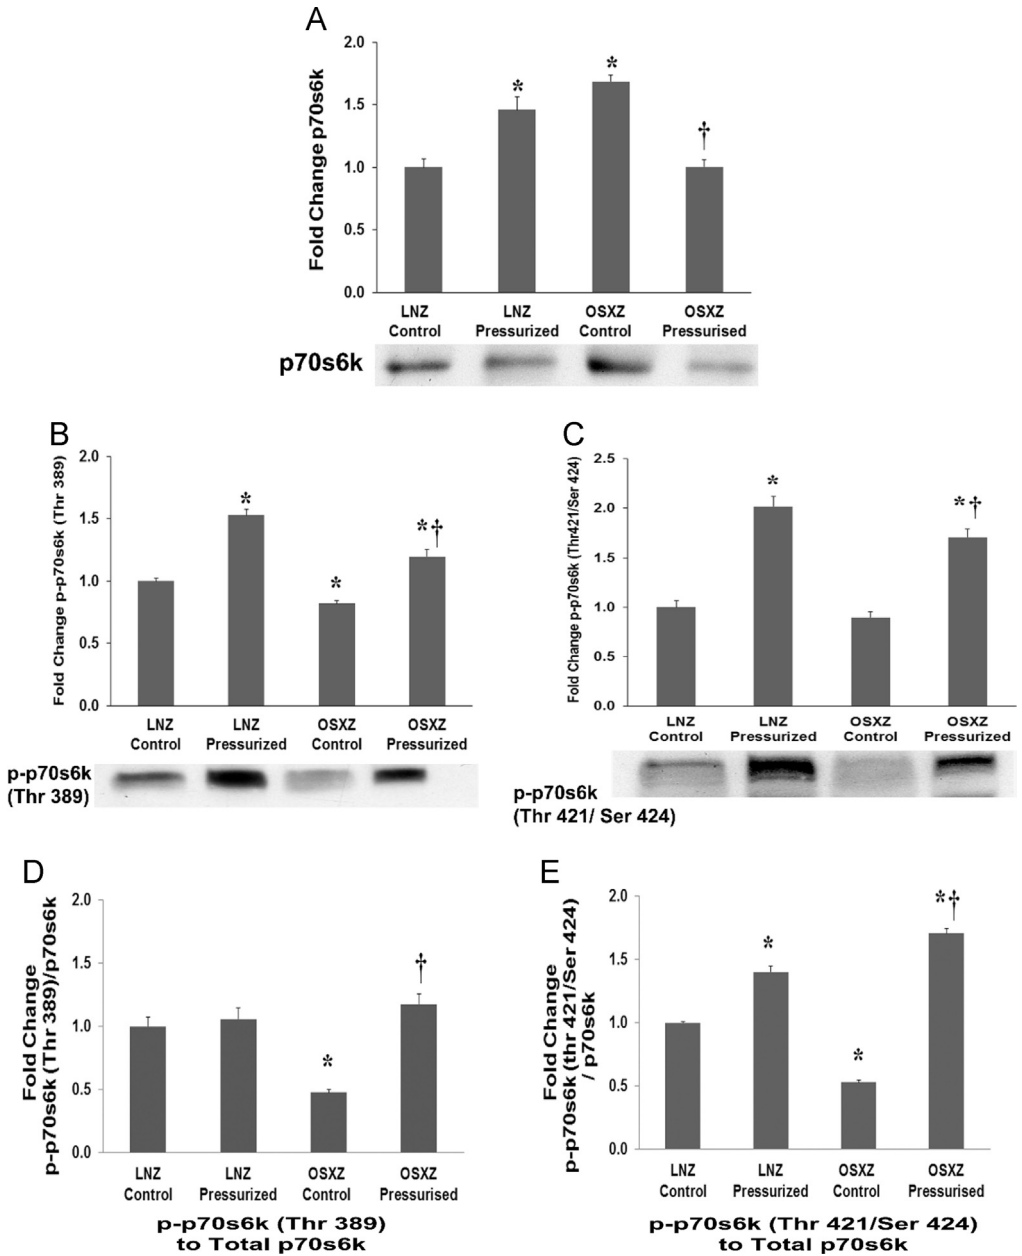 A
Fold Change p70s6k
2.0
1.5
1.0
0.5
0.0
*
*
†
LNZ LNZ OSXZ OSXZ
Control Pressurized Control Pressurised
p70s6k
B
Fold Change p-p70s6k (Thr 389)
2.0
1.5
1.0
0.5
0.0
*
*
*†
LNZ LNZ OSXZ OSXZ
Control Pressurized Control Pressurized
p-p70s6k
(Thr 389)
C
Fold Change p-p70s6k (Thr421/Ser 424)
2.5
2.0
1.5
1.0
0.5
0.0
*
*†
LNZ LNZ OSXZ OSXZ
Control Pressurized Control Pressurized
p-p70s6k
(Thr 421/ Ser 424)
D
Fold Change
p-p70s6k (Thr 389)/p70s6k
2.0
1.5
1.0
0.5
0.0
*
†
LNZ LNZ OSXZ OSXZ
Control Pressurized Control Pressurised
p-p70s6k (Thr 389)
to Total p70s6k
E
Fold Change
p-p70s6k (thr 421/Ser 424)
/ p70s6k
2.0
1.5
1.0
0.5
0.0
*
*
*†
LNZ LNZ OSXZ OSXZ
Control Pressurized Control Pressurised
p-p70s6k (Thr 421/Ser 424)
to Total p70s6k